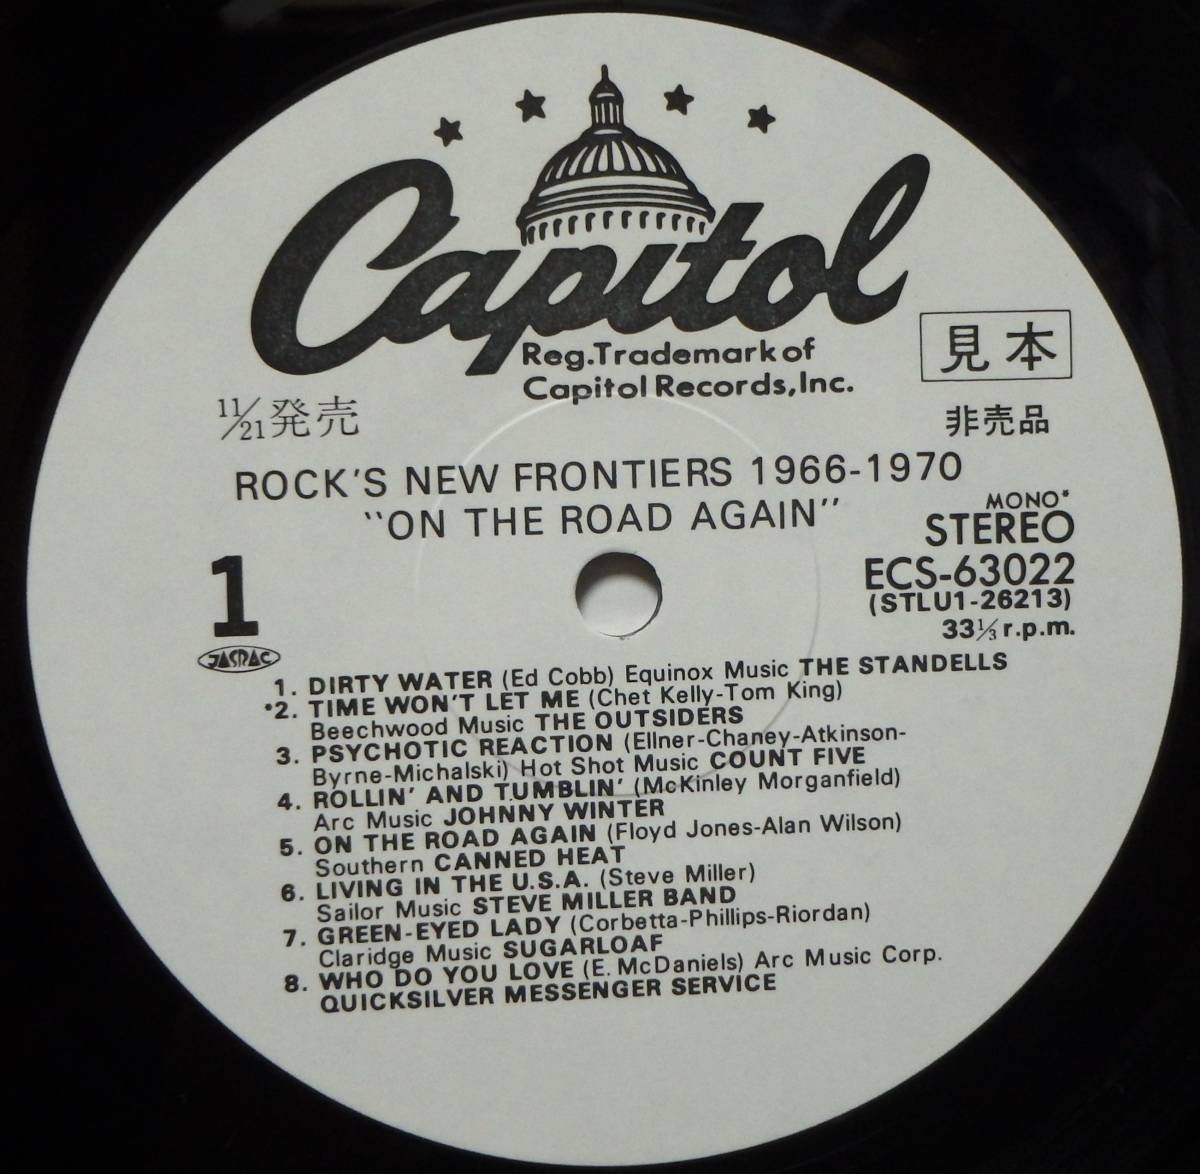 Capitol
Reg.Trademark of
Capitol Records,Inc.
見本
非売品
11/21発売
ROCK'S NEW FRONTIERS 1966-1970
"ON THE ROAD AGAIN"
MONO•
STEREO
ECS-63022
(STLU1-26213)
33⅓ r.p.m.
1
JASRAC
1. DIRTY WATER (Ed Cobb) Equinox Music THE STANDELLS
•2. TIME WON'T LET ME (Chet Kelly-Tom King)
Beechwood Music THE OUTSIDERS
3. PSYCHOTIC REACTION (Ellner-Chaney-Atkinson-
Byrne-Michalski) Hot Shot Music COUNT FIVE
4. ROLLIN' AND TUMBLIN' (McKinley Morganfield)
Arc Music JOHNNY WINTER
5. ON THE ROAD AGAIN (Floyd Jones-Alan Wilson)
Southern CANNED HEAT
6. LIVING IN THE U.S.A. (Steve Miller)
Sailor Music STEVE MILLER BAND
7. GREEN-EYED LADY (Corbetta-Phillips-Riordan)
Claridge Music SUGARLOAF
8. WHO DO YOU LOVE (E. McDaniels) Arc Music Corp.
QUICKSILVER MESSENGER SERVICE